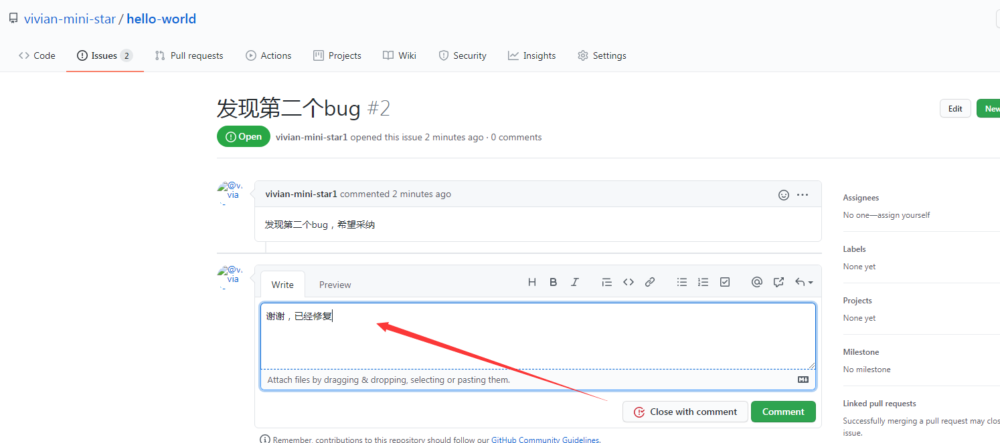 vivian-mini-star / hello-world
Code Issues 2 Pull requests Actions Projects Wiki Security Insights Settings
发现第二个bug #2
Edit New
Open vivian-mini-star1 opened this issue 2 minutes ago · 0 comments
@v.
via
vivian-mini-star1 commented 2 minutes ago
发现第二个bug，希望采纳
Assignees
No one—assign yourself
Labels
None yet
@v.
via
Write Preview
谢谢，已经修复
Projects
None yet
Milestone
No milestone
Attach files by dragging & dropping, selecting or pasting them.
Close with comment Comment
Linked pull requests
Successfully merging a pull request may clos
issue.
Remember, contributions to this repository should follow our GitHub Community Guidelines.